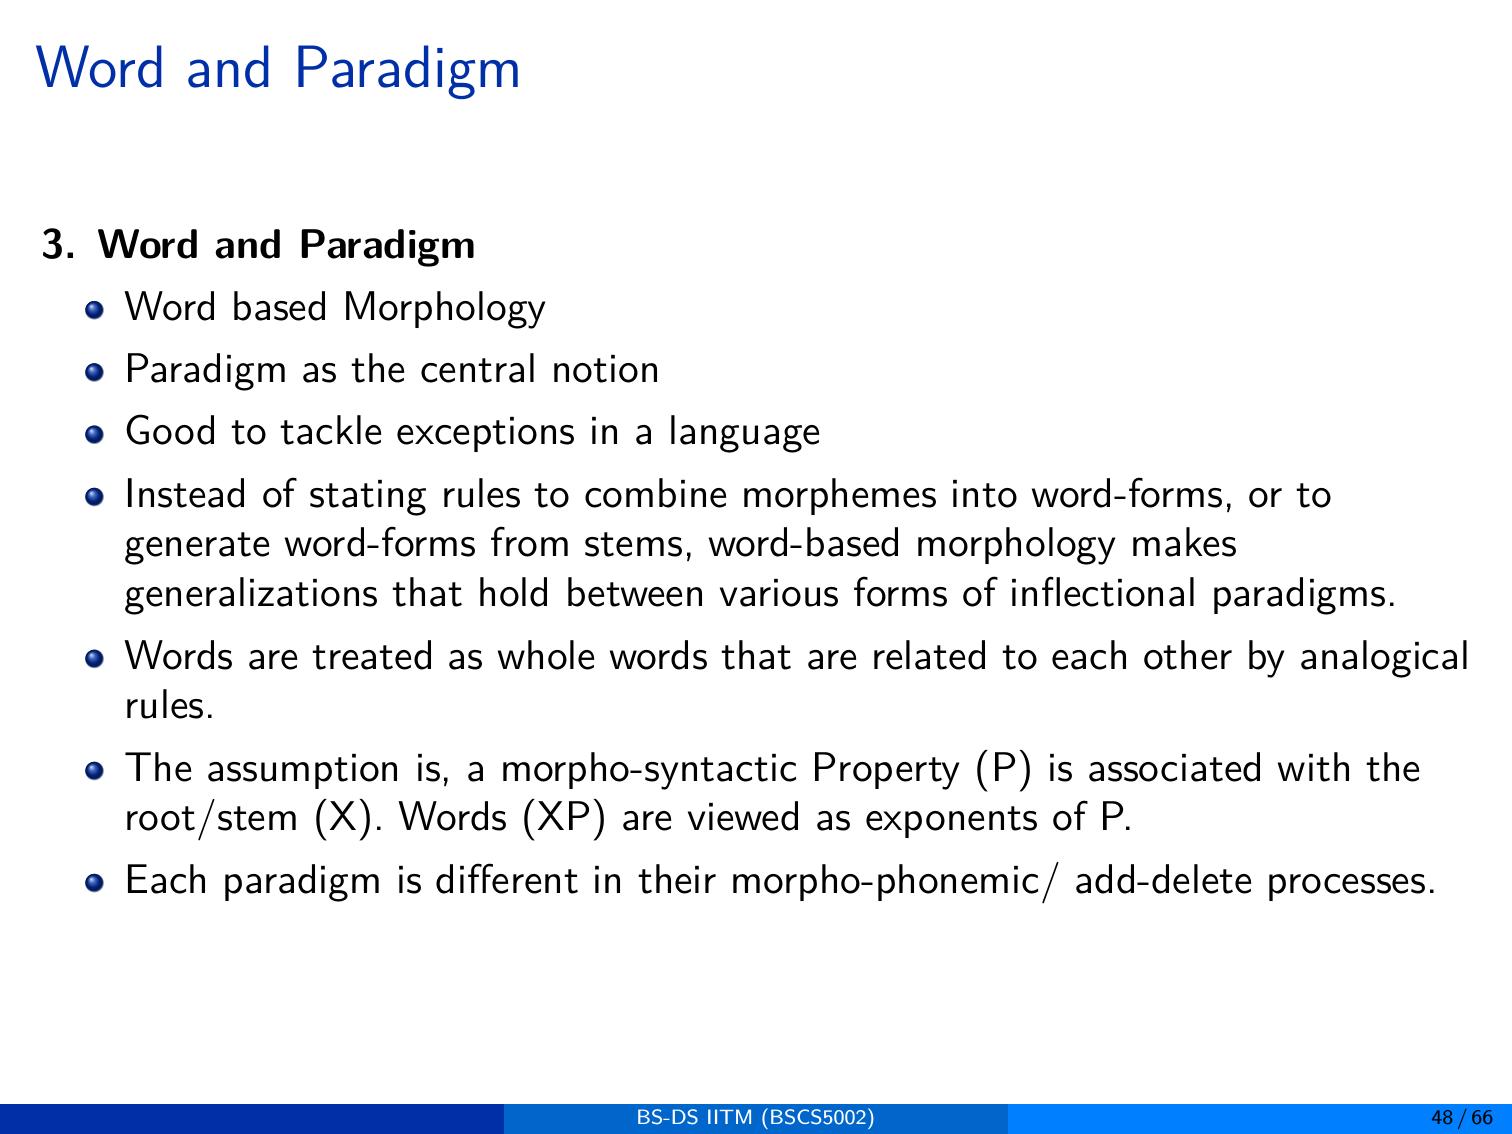 Word and Paradigm
3. Word and Paradigm
Word based Morphology
Paradigm as the central notion
Good to tackle exceptions in a language
Instead of stating rules to combine morphemes into word-forms, or to
generate word-forms from stems, word-based morphology makes
generalizations that hold between various forms of inflectional paradigms.
Words are treated as whole words that are related to each other by analogical
rules.
The assumption is, a morpho-syntactic Property (P) is associated with the
root/stem (X). Words (XP) are viewed as exponents of P.
Each paradigm is different in their morpho-phonemic/ add-delete processes.
BS-DS IITM (BSCS5002)
48 / 66